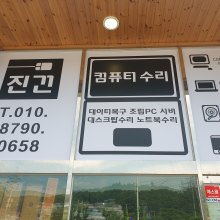 진긴
T.010.
8790.
0658
컴퓨터 수리
데이터복구 조립PC 서버
데스크탑수리 노트북수리